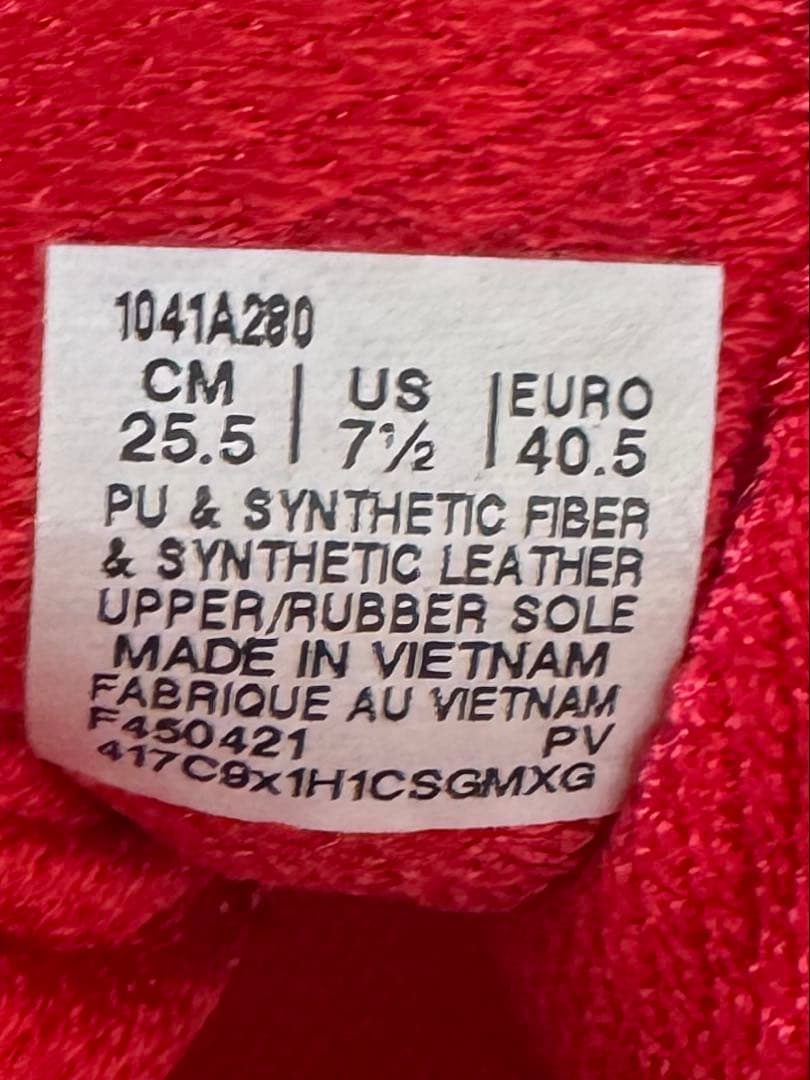 1041A280
CM | US | EURO
25.5 | 7½ | 40.5
PU & SYNTHETIC FIBER
& SYNTHETIC LEATHER
UPPER/RUBBER SOLE
MADE IN VIETNAM
FABRIQUE AU VIETNAM
F450421 PV
417C9x1H1CSGMXG